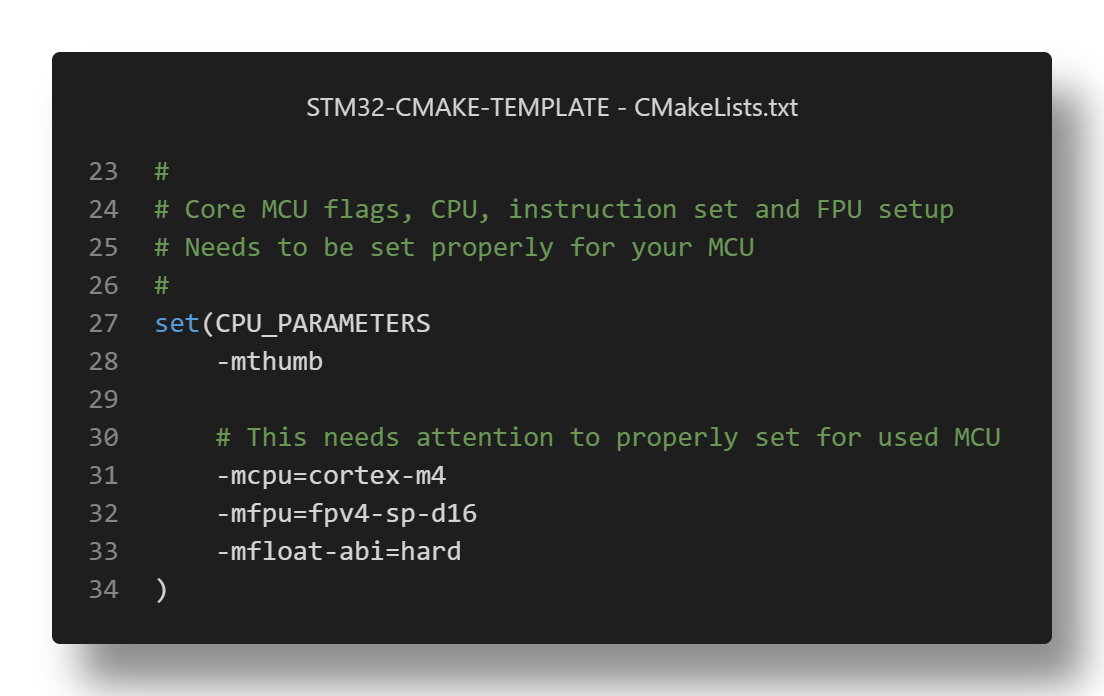 STM32-CMAKE-TEMPLATE - CMakeLists.txt
23 #
24 # Core MCU flags, CPU, instruction set and FPU setup
25 # Needs to be set properly for your MCU
26 #
27 set(CPU_PARAMETERS
28     -mthumb
29
30     # This needs attention to properly set for used MCU
31     -mcpu=cortex-m4
32     -mfpu=fpv4-sp-d16
33     -mfloat-abi=hard
34 )